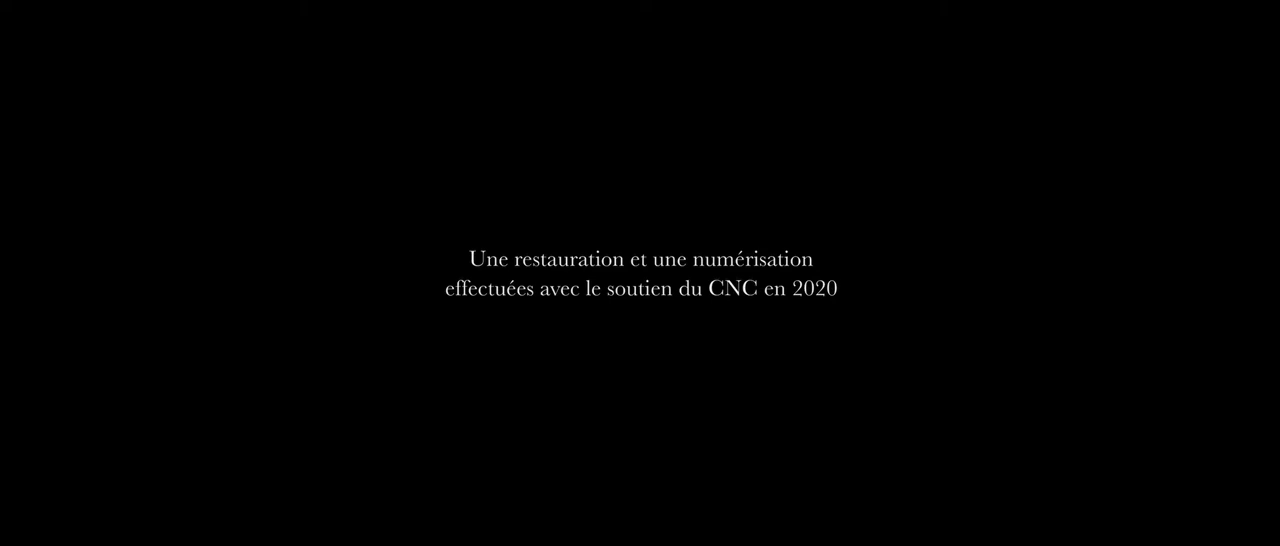 Une restauration et une numérisation
effectuées avec le soutien du CNC en 2020